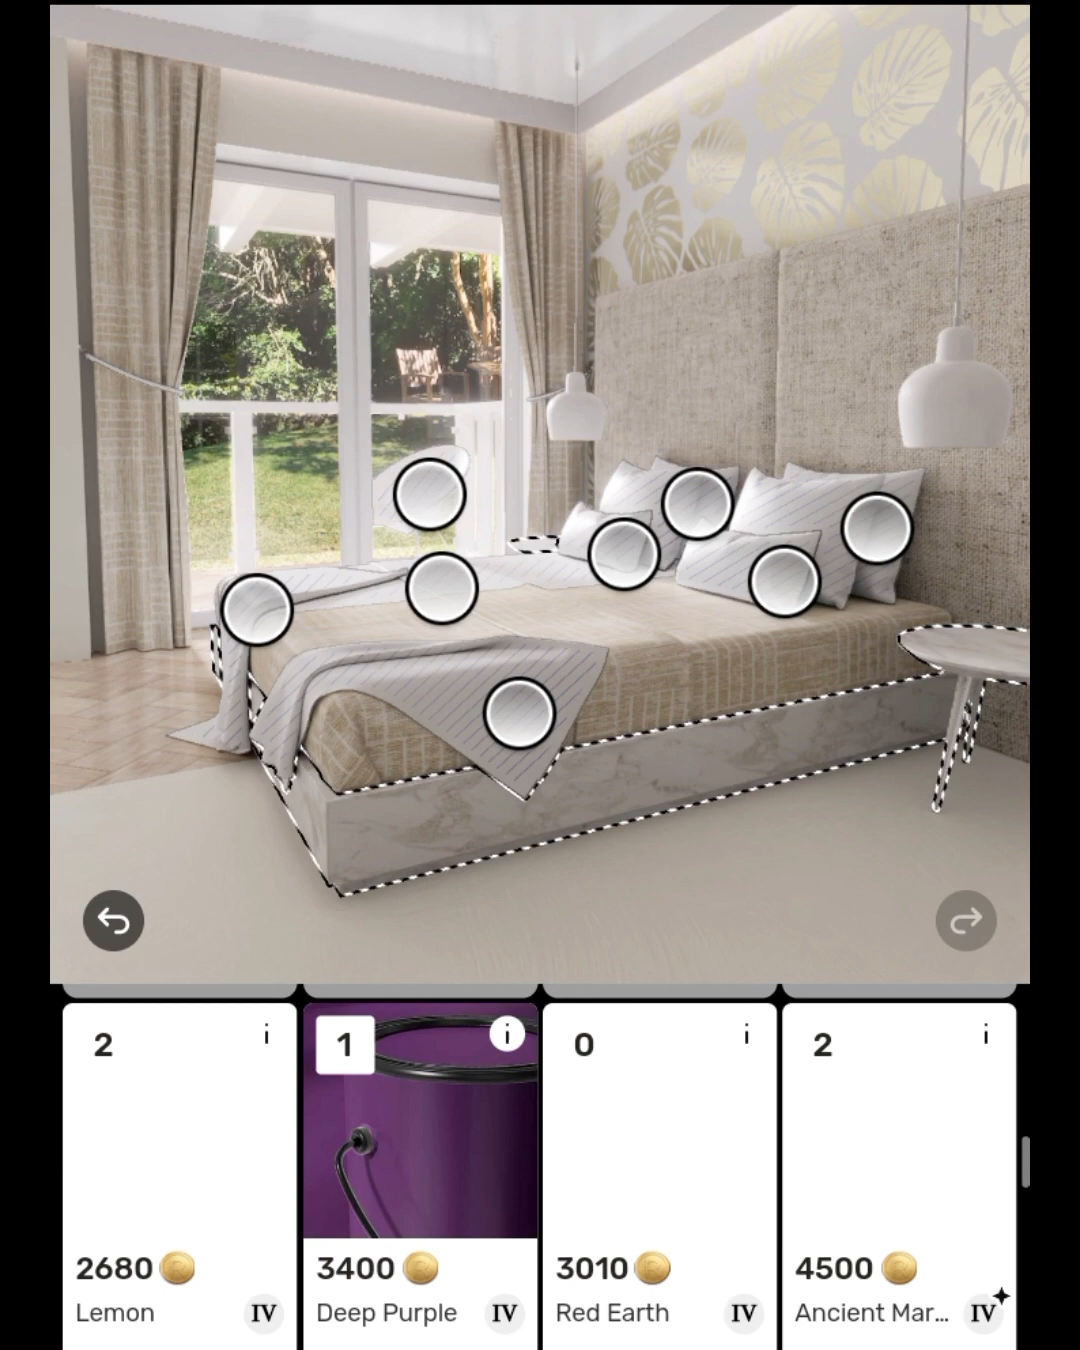 2 i
1 i
0 i
2 i
2680
3400
3010
4500
Lemon IV
Deep Purple IV
Red Earth IV
Ancient Mar... IV